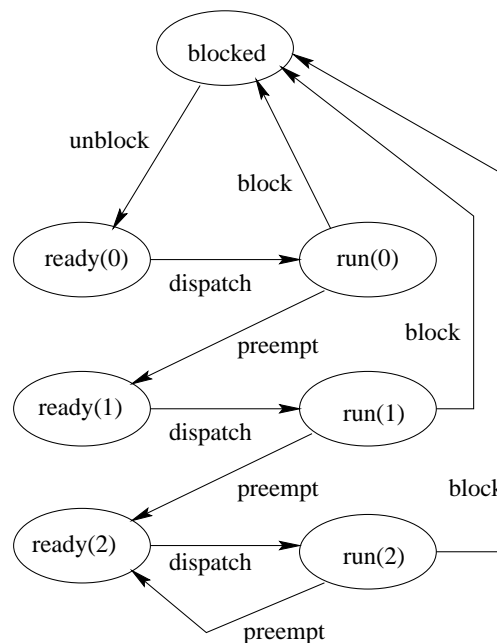 blocked
unblock
block
ready(0)
run(0)
dispatch
preempt
block
ready(1)
run(1)
dispatch
preempt
block
ready(2)
run(2)
dispatch
preempt